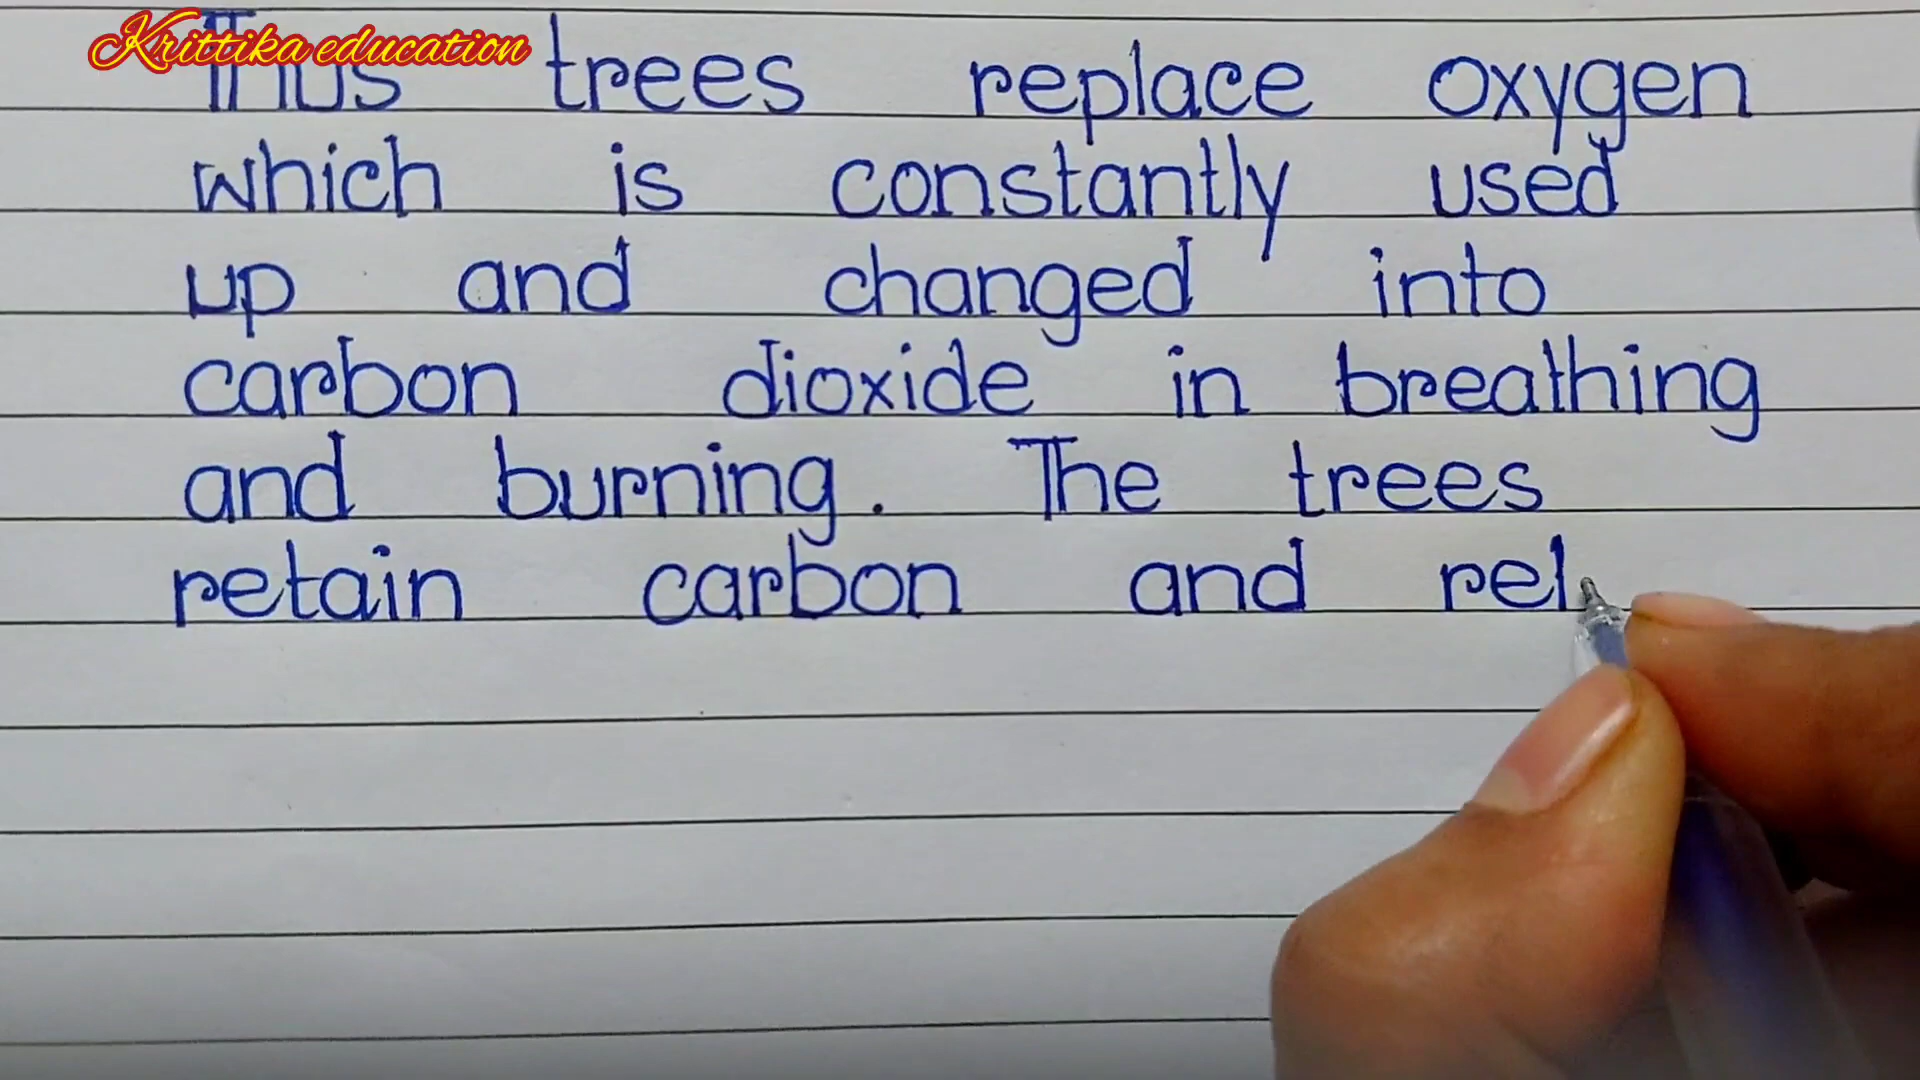 Krittika education
Thus trees replace oxygen
which is constantly used
up and changed into
carbon dioxide in breathing
and burning. The trees
retain carbon and rel